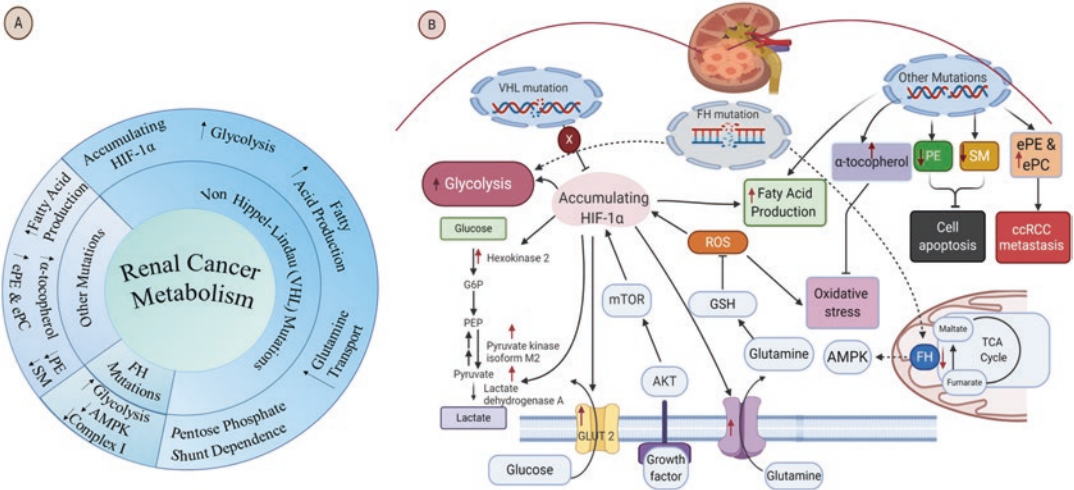 A
Accumulating
HIF-1α
↑ Glycolysis
↑ Fatty
Acid Production
↑ Glutamine
Transport
Pentose Phosphate
Shunt Dependence
↑ Glycolysis
↓ AMPK
↓ Complex I
↑ Fatty Acid
Production
↑ α-tocopherol
↑ ePE & ePC
↓ PE
↓ SM
Von Hippel-Lindau (VHL) Mutations
Other Mutations
FH
Mutations
Renal Cancer
Metabolism
B
VHL mutation
FH mutation
Other Mutations
X
↑ Glycolysis
Accumulating
HIF-1α
↑ Faty Acid
Production
α-tocopherol
PE
SM
ePE &
ePC
Cell
apoptosis
ccRCC
metastasis
Glucose
Hexokinase 2
G6P
PEP
Pyruvate kinase
isoform M2
Pyruvate
Lactate
dehydrogenase A
Lactate
mTOR
ROS
GSH
Oxidative
stress
Glutamine
AKT
AMPK
FH
Maltate
TCA
Cycle
Fumarate
GLUT 2
Glucose
Growth
factor
Glutamine